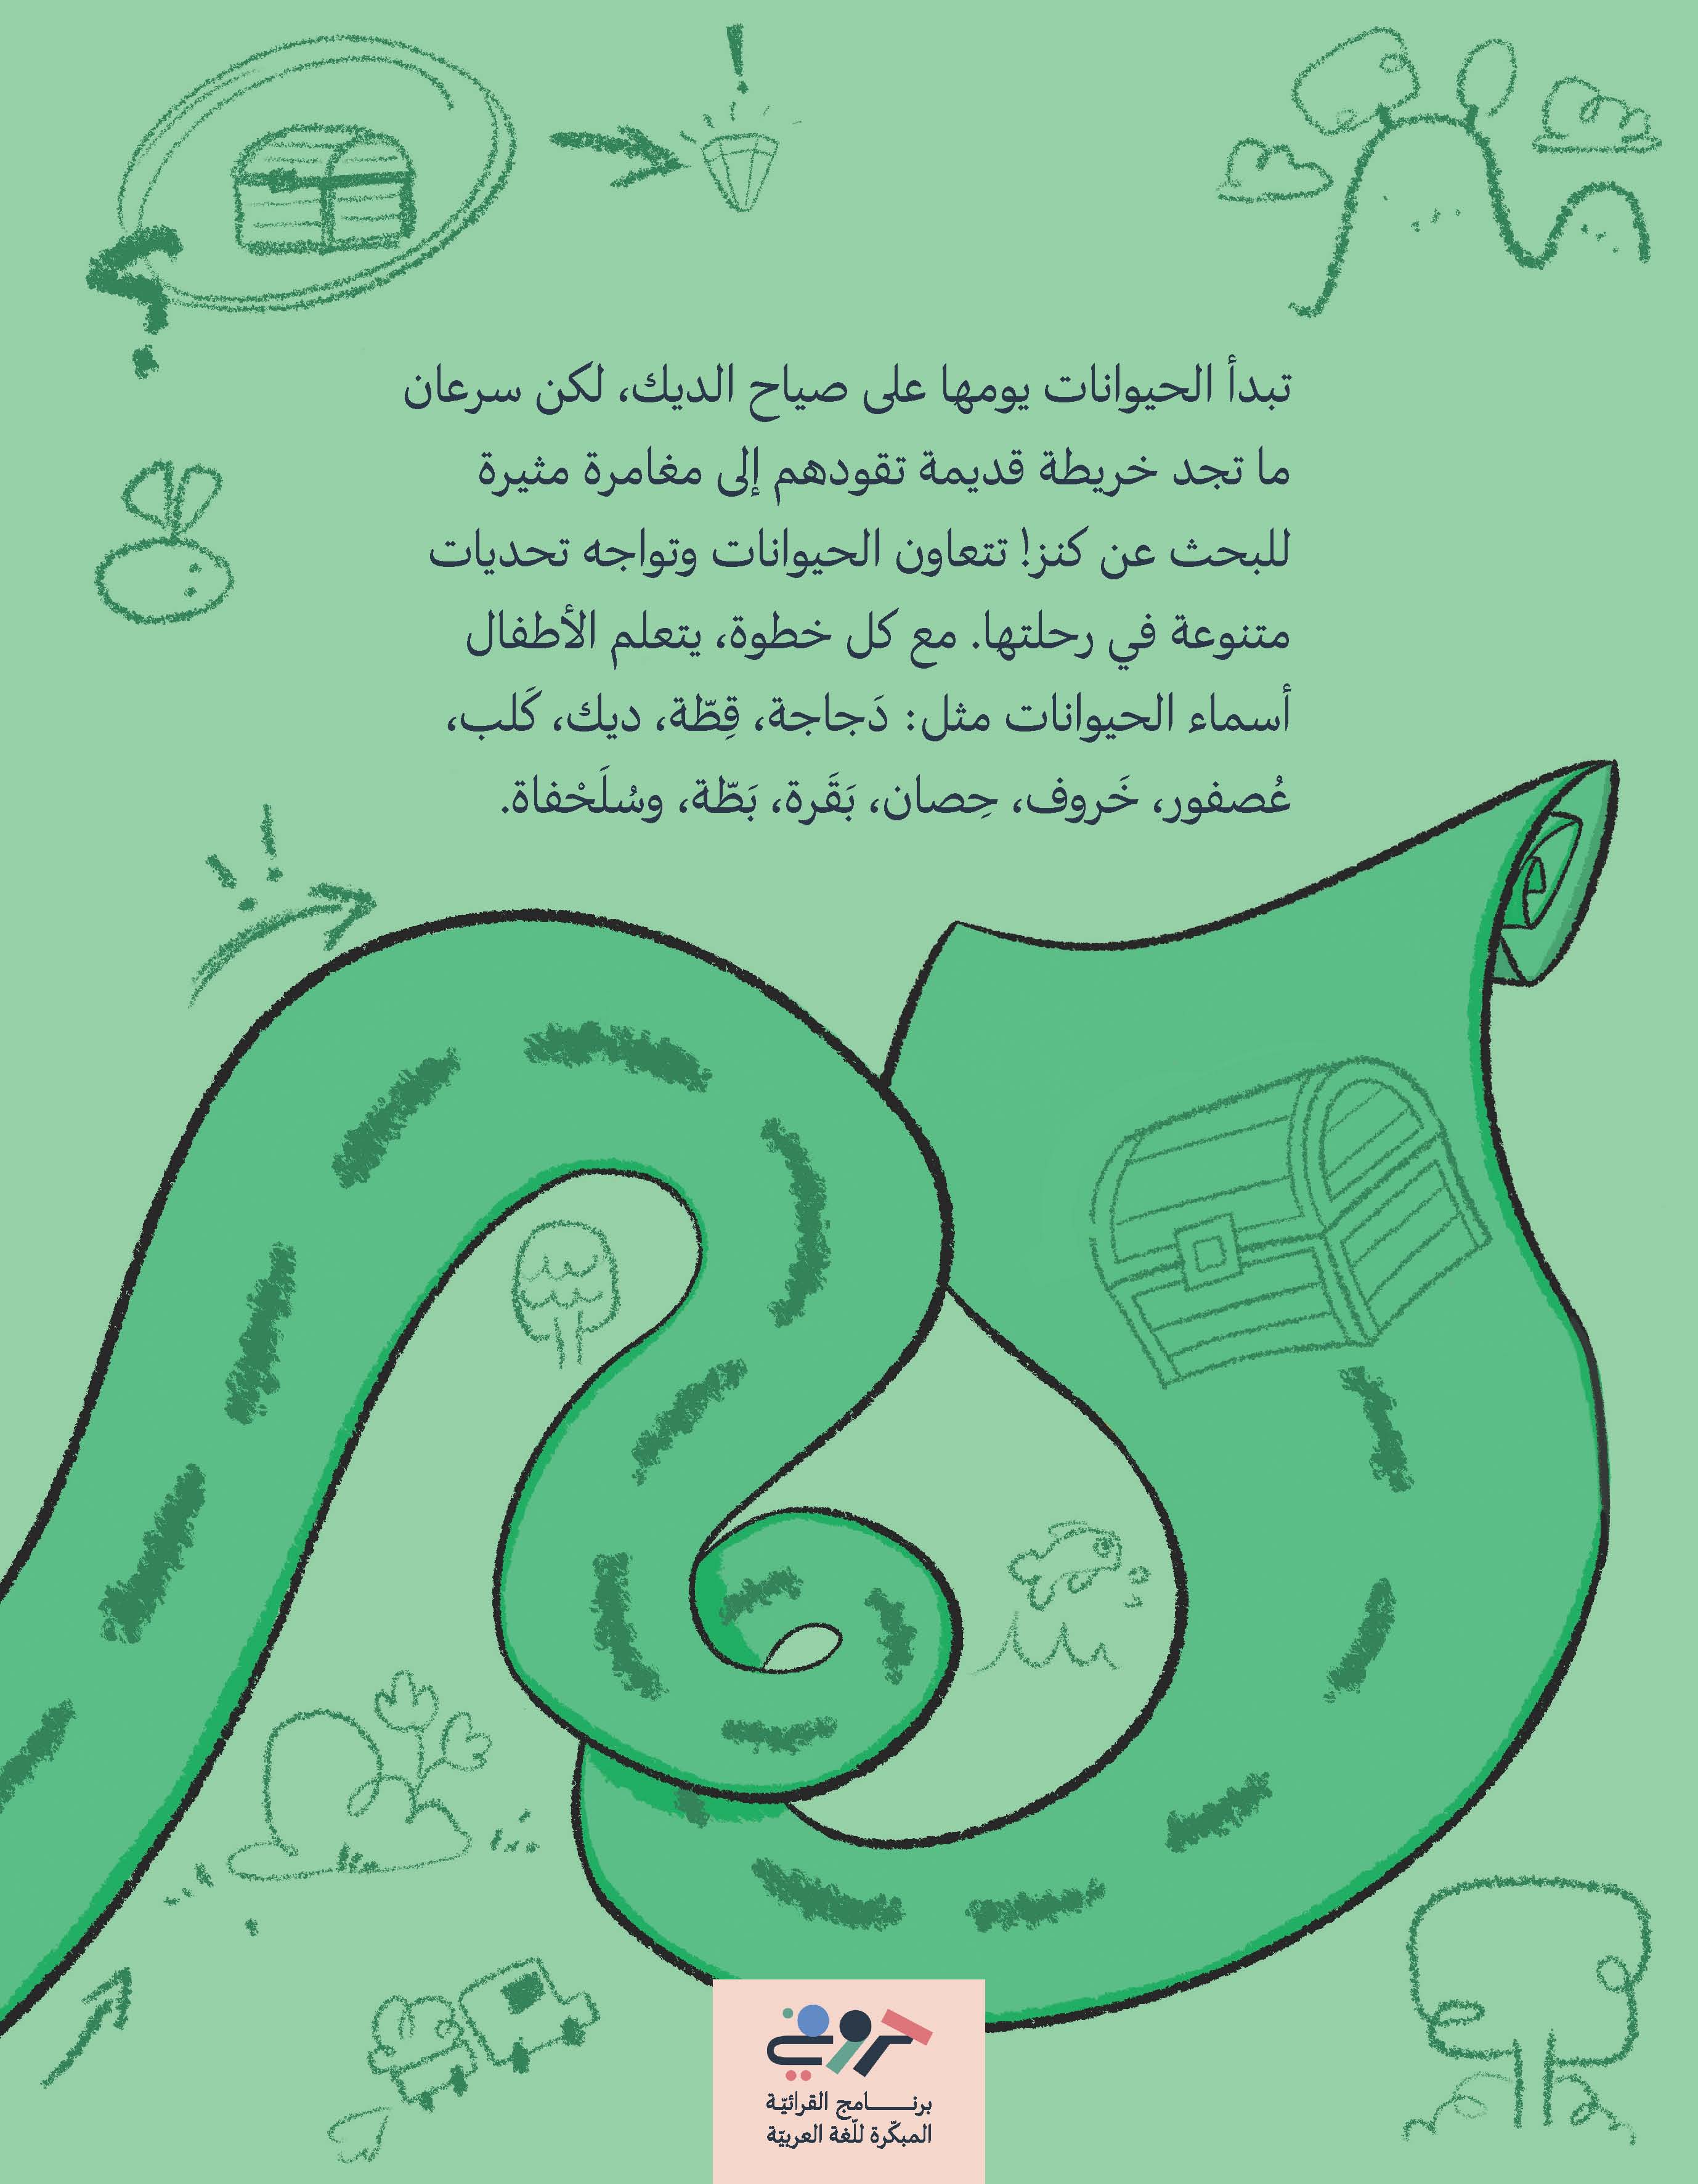 تبدأ الحيوانات يومها على صياح الديك، لكن سرعان
ما تجد خريطة قديمة تقودهم إلى مغامرة مثيرة
للبحث عن كنز! تتعاون الحيوانات وتواجه تحديات
متنوعة في رحلتها. مع كل خطوة، يتعلم الأطفال
أسماء الحيوانات مثل: دَجاجة، قِطّة، ديك، كَلب،
عُصفور، خَروف، حِصان، بَقَرة، بَطّة، وسُلَحْفاة.
حروفي
برنـــامج القرائيّة
المبكّرة للّغة العربيّة